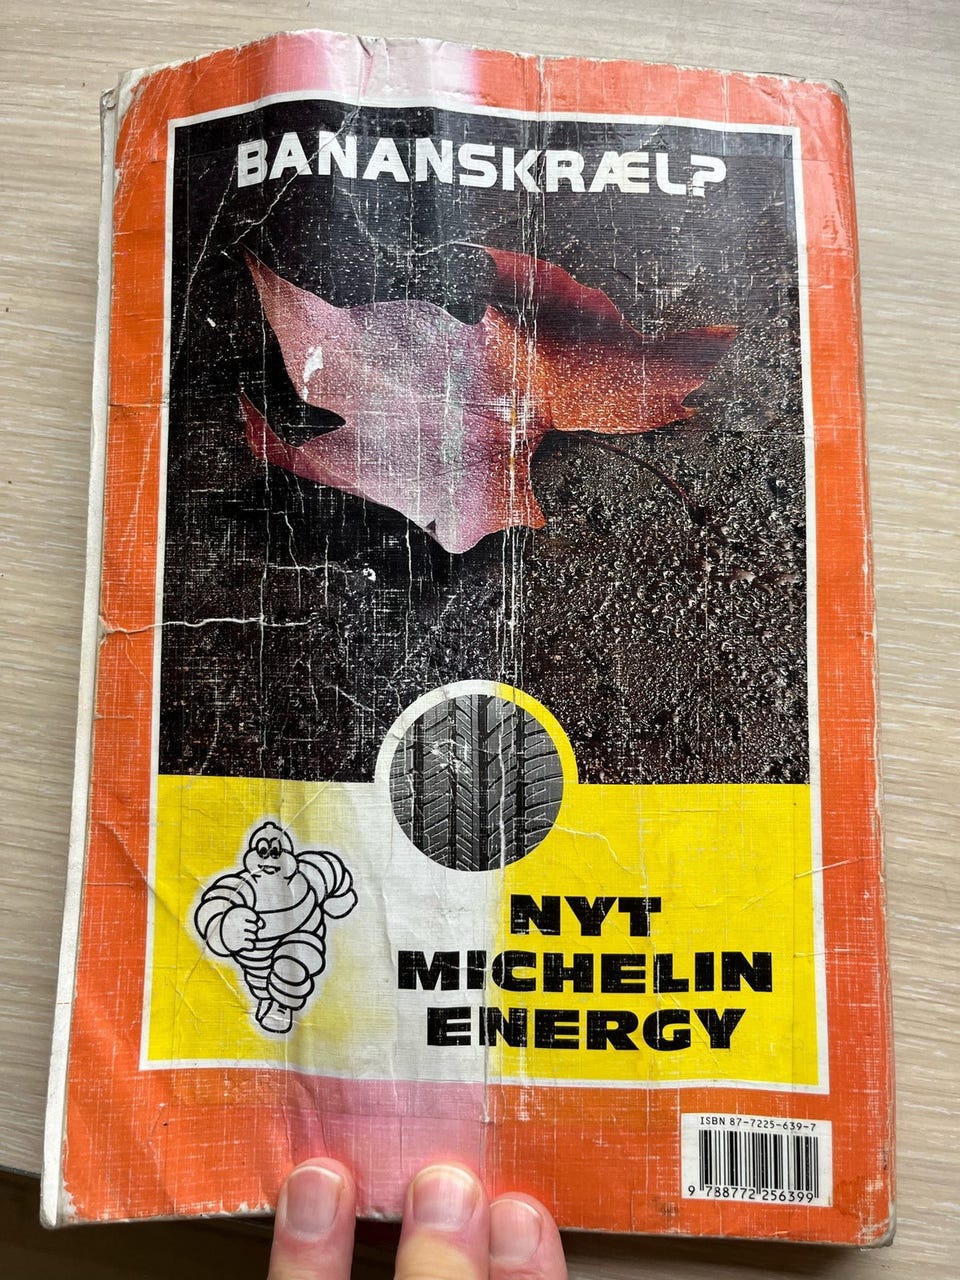 BANANSKRÆL?
NYT
MICHELIN
ENERGY
ISBN 87-7225-639-7
9 788772 256399